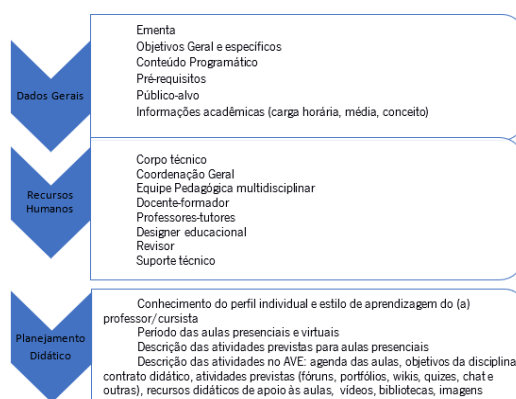 Dados Gerais
Ementa
Objetivos Geral e específicos
Conteúdo Programático
Pré-requisitos
Público-alvo
Informações acadêmicas (carga horária, média, conceito)
Recursos
Humanos
Corpo técnico
Coordenação Geral
Equipe Pedagógica multidisciplinar
Docente-formador
Professores-tutores
Designer educacional
Revisor
Suporte técnico
Planejamento
Didático
Conhecimento do perfil individual e estilo de aprendizagem do (a)
professor/cursista
Período das aulas presenciais e virtuais
Descrição das atividades previstas para aulas presenciais
Descrição das atividades no AVE: agenda das aulas, objetivos da disciplina
contrato didático, atividades previstas (fóruns, portfólios, wikis, quizes, chat e
outras), recursos didáticos de apoio às aulas, vídeos, bibliotecas, imagens